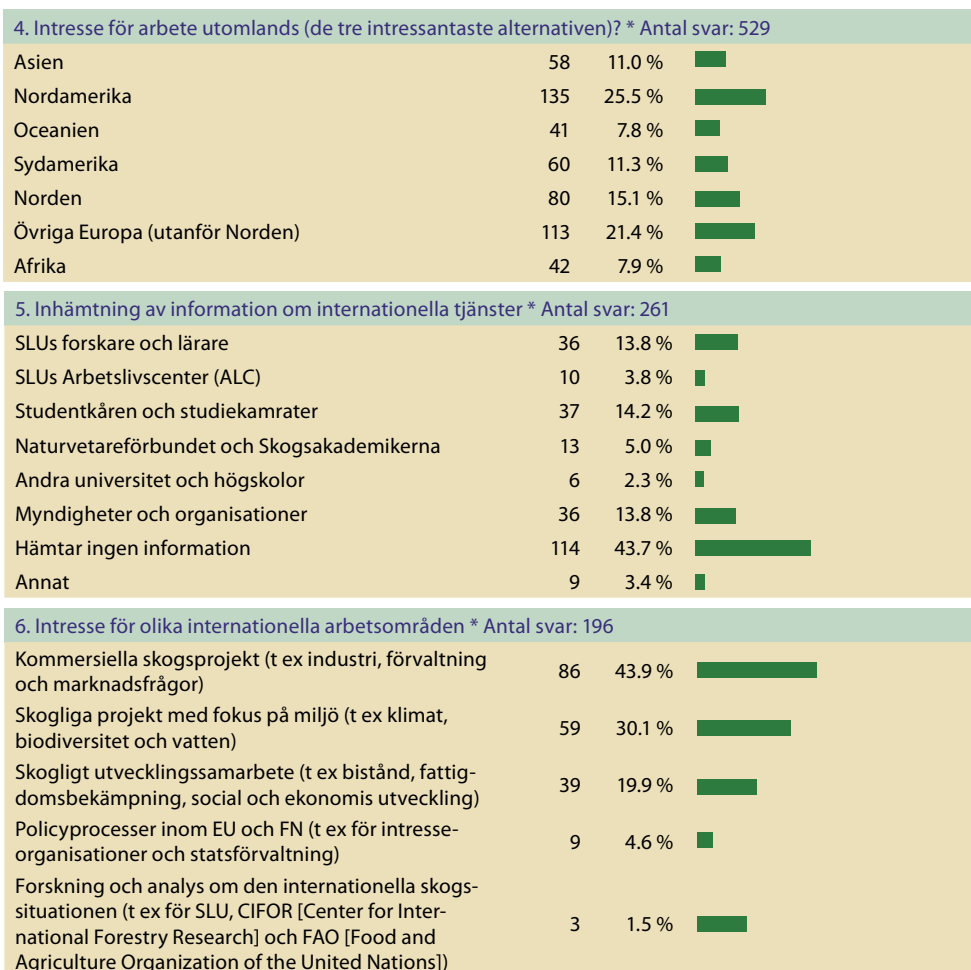 4. Intresse för arbete utomlands (de tre intressantaste alternativen)? * Antal svar: 529
Asien 58 11.0 %
Nordamerika 135 25.5 %
Oceanien 41 7.8 %
Sydamerika 60 11.3 %
Norden 80 15.1 %
Övriga Europa (utanför Norden) 113 21.4 %
Afrika 42 7.9 %
5. Inhämtning av information om internationella tjänster * Antal svar: 261
SLUs forskare och lärare 36 13.8 %
SLUs Arbetslivscenter (ALC) 10 3.8 %
Studentkåren och studiekamrater 37 14.2 %
Naturvetareförbundet och Skogsakademikerna 13 5.0 %
Andra universitet och högskolor 6 2.3 %
Myndigheter och organisationer 36 13.8 %
Hämtar ingen information 114 43.7 %
Annat 9 3.4 %
6. Intresse för olika internationella arbetsområden * Antal svar: 196
Kommersiella skogsprojekt (t ex industri, förvaltning
och marknadsfrågor) 86 43.9 %
Skogliga projekt med fokus på miljö (t ex klimat,
biodiversitet och vatten) 59 30.1 %
Skogligt utvecklingssamarbete (t ex bistånd, fattig-
domsbekämpning, social och ekonomis utveckling) 39 19.9 %
Policyprocesser inom EU och FN (t ex för intresse-
organisationer och statsförvaltning) 9 4.6 %
Forskning och analys om den internationella skogs-
situationen (t ex för SLU, CIFOR [Center for Inter-
national Forestry Research] och FAO [Food and 3 1.5 %
Agriculture Organization of the United Nations])